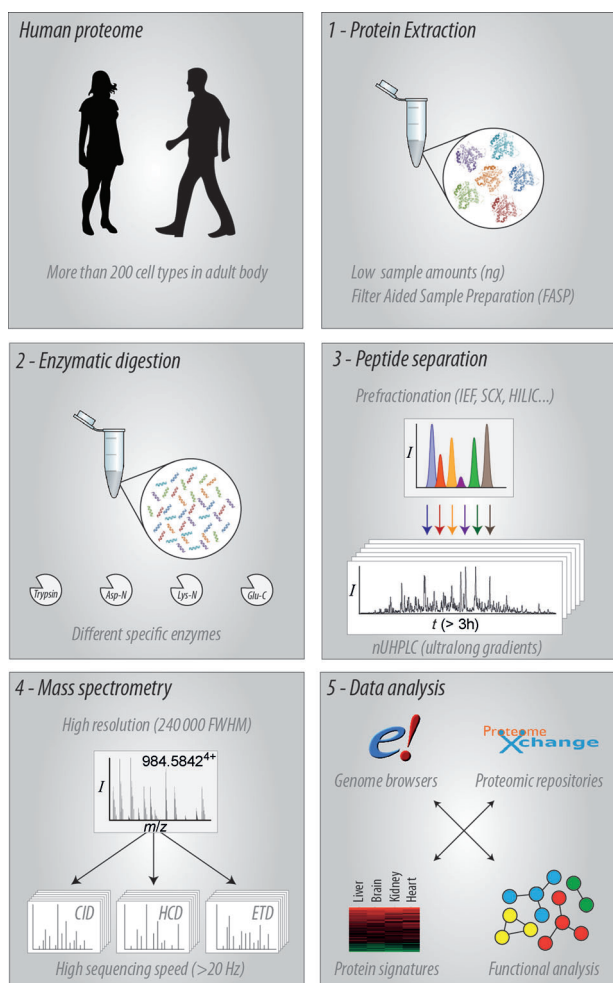 Human proteome
More than 200 cell types in adult body
1 - Protein Extraction
Low sample amounts (ng)
Filter Aided Sample Preparation (FASP)
2 - Enzymatic digestion
Trypsin
Asp-N
Lys-N
Glu-C
Different specific enzymes
3 - Peptide separation
Prefractionation (IEF, SCX, HILIC...)
I
I
t (> 3h)
nUHPLC (ultralong gradients)
4 - Mass spectrometry
High resolution (240 000 FWHM)
984.5842⁴⁺
I
m/z
CID
HCD
ETD
High sequencing speed (>20 Hz)
5 - Data analysis
e!
Proteome
Xchange
Genome browsers
Proteomic repositories
Liver
Brain
Kidney
Heart
Protein signatures
Functional analysis